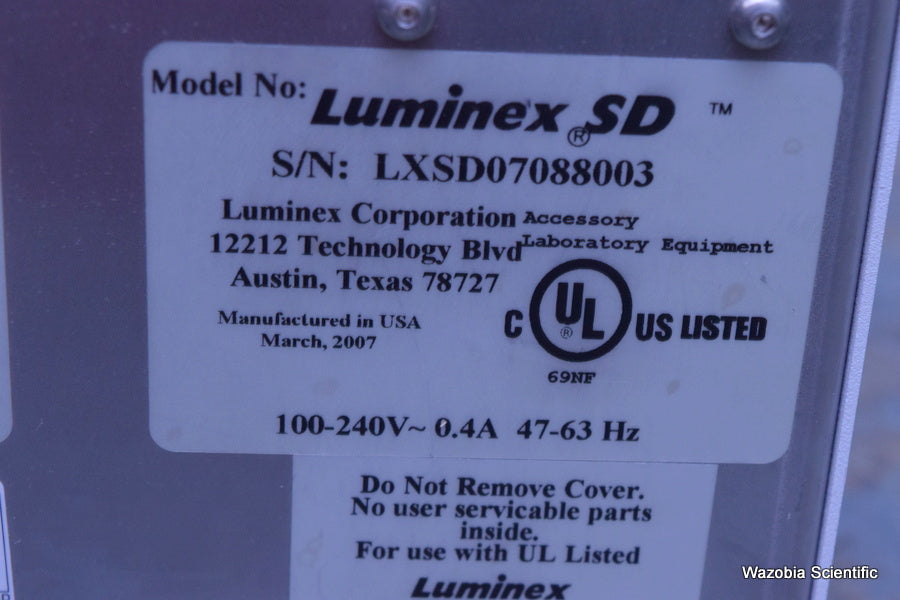 Model No: Luminex® SD ™
S/N: LXSD07088003
Luminex Corporation
12212 Technology Blvd
Austin, Texas 78727
Accessory
Laboratory Equipment
Manufactured in USA
March, 2007
C UL® US LISTED
69NF
100-240V~ 0.4A 47-63 Hz
Do Not Remove Cover.
No user servicable parts
inside.
For use with UL Listed
Luminex
Wazobia Scientific